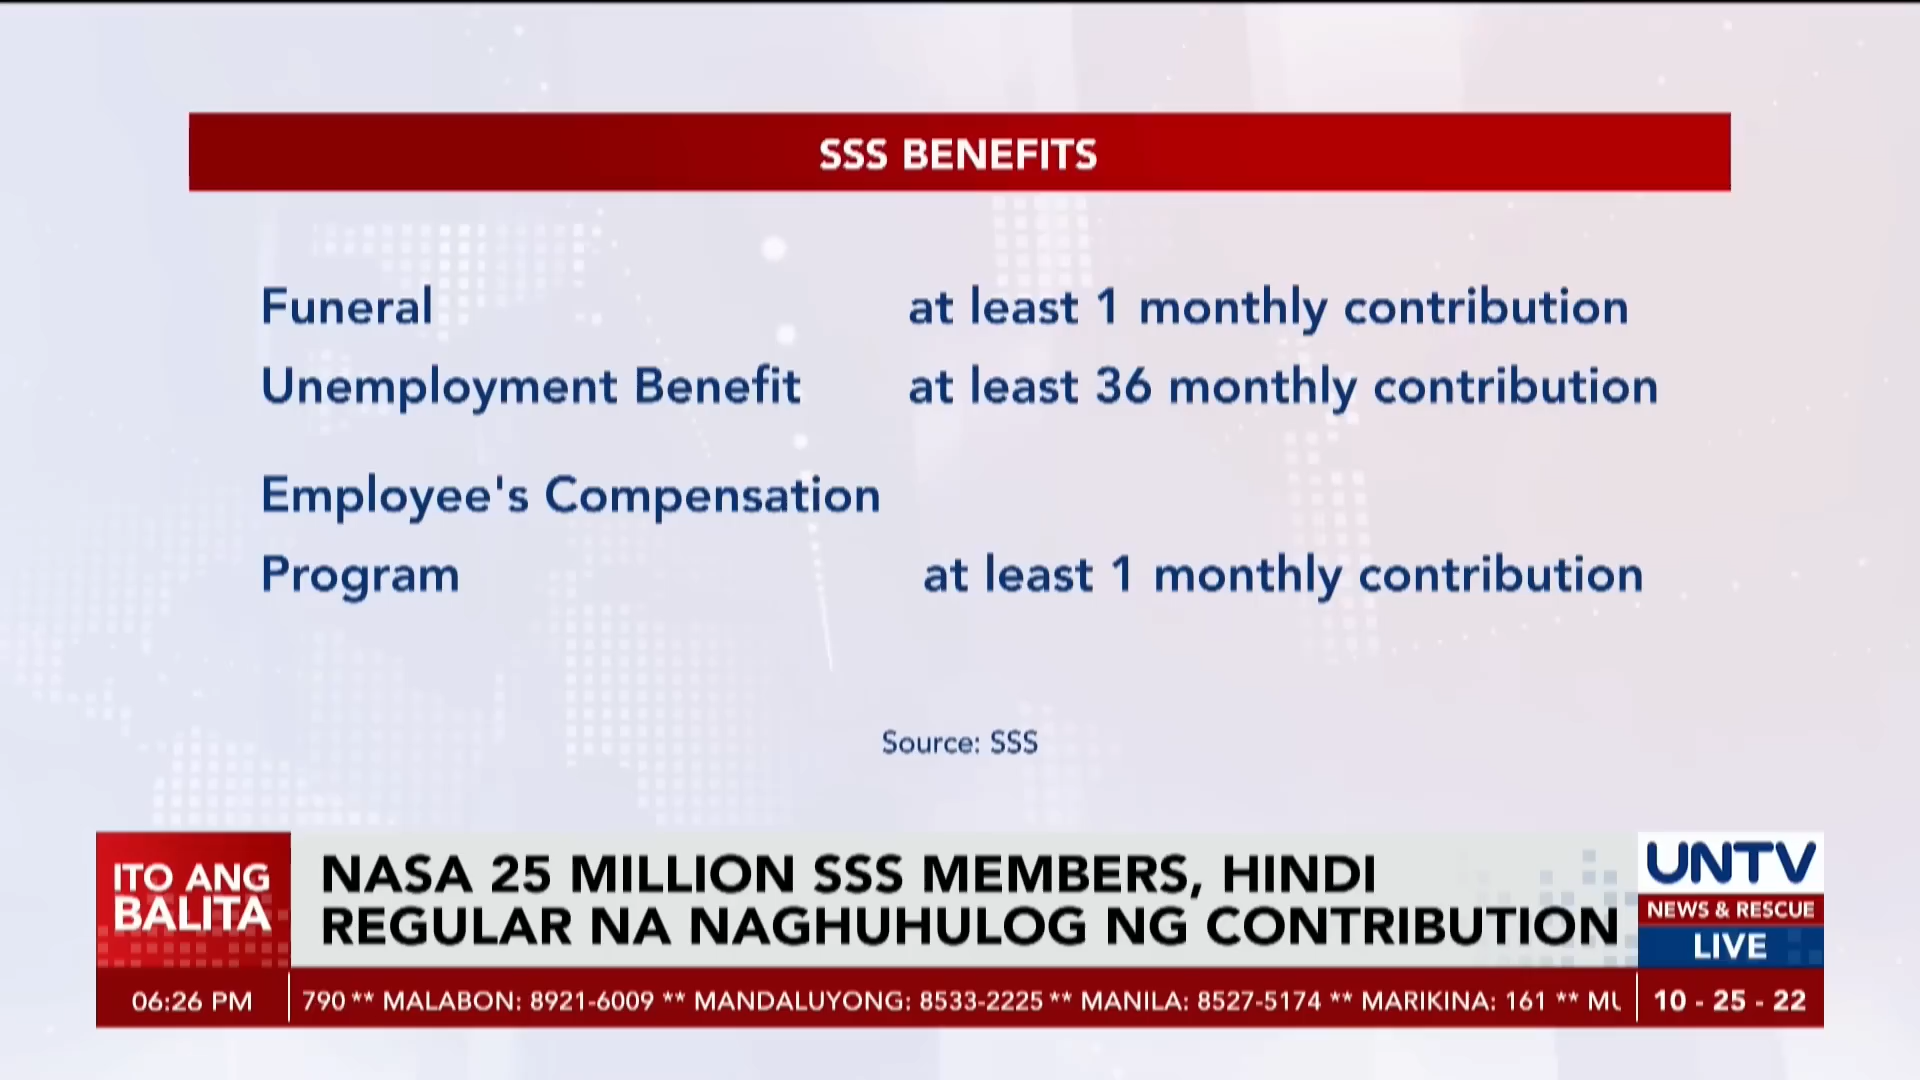 SSS BENEFITS
Funeral at least 1 monthly contribution
Unemployment Benefit at least 36 monthly contribution
Employee's Compensation
Program at least 1 monthly contribution
Source: SSS
ITO ANG
BALITA
NASA 25 MILLION SSS MEMBERS, HINDI
REGULAR NA NAGHUHULOG NG CONTRIBUTION
UNTV
NEWS & RESCUE
LIVE
06:26 PM
790 ** MALABON: 8921-6009 ** MANDALUYONG: 8533-2225 ** MANILA: 8527-5174 ** MARIKINA: 161 **
10 - 25 - 22